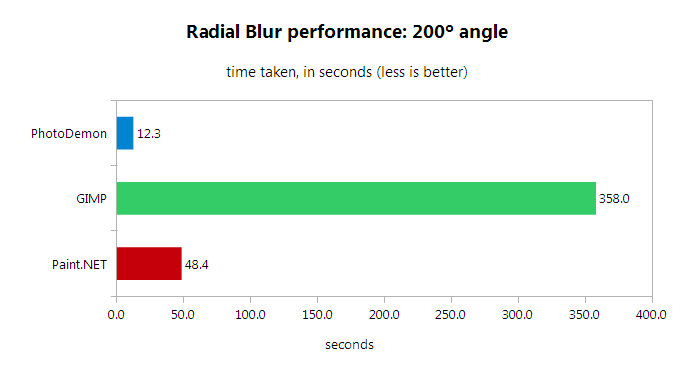 Radial Blur performance: 200º angle
time taken, in seconds (less is better)
PhotoDemon 12.3
GIMP 358.0
Paint.NET 48.4
0.0 50.0 100.0 150.0 200.0 250.0 300.0 350.0 400.0
seconds